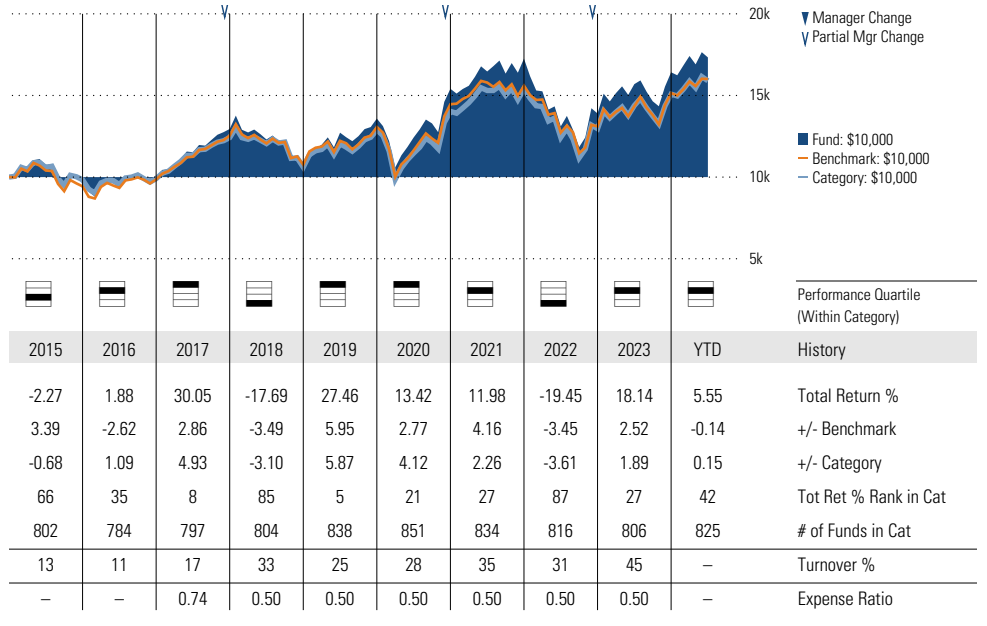 20k
▼ Manager Change
∨ Partial Mgr Change
15k
Fund: $10,000
Benchmark: $10,000
10k
Category: $10,000
5k
Performance Quartile
(Within Category)
2015 2016 2017 2018 2019 2020 2021 2022 2023 YTD History
-2.27 1.88 30.05 -17.69 27.46 13.42 11.98 -19.45 18.14 5.55 Total Return %
3.39 -2.62 2.86 -3.49 5.95 2.77 4.16 -3.45 2.52 -0.14 +/- Benchmark
-0.68 1.09 4.93 -3.10 5.87 4.12 2.26 -3.61 1.89 0.15 +/- Category
66 35 8 85 5 21 27 87 27 42 Tot Ret % Rank in Cat
802 784 797 804 838 851 834 816 806 825 # of Funds in Cat
13 11 17 33 25 28 35 31 45 – Turnover %
– – 0.74 0.50 0.50 0.50 0.50 0.50 0.50 – Expense Ratio